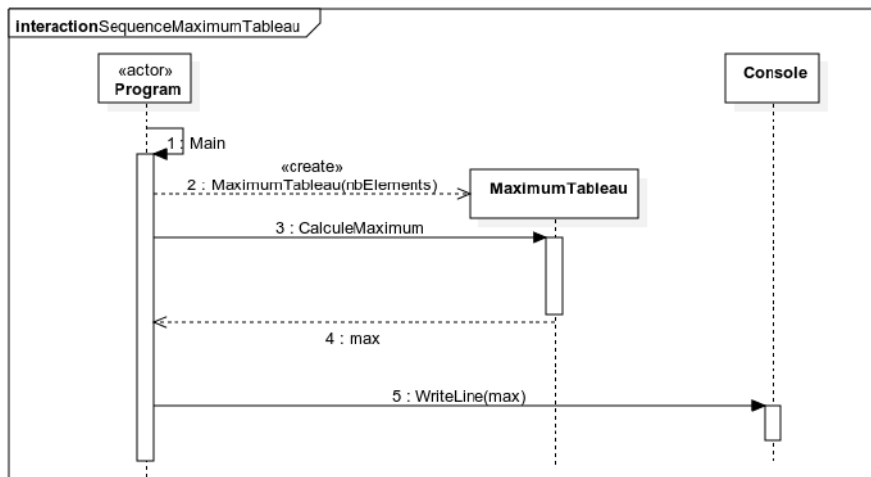 interactionSequenceMaximumTableau
«actor»
Program
Console
1 : Main
«create»
2 : MaximumTableau(nbElements)
MaximumTableau
3 : CalculeMaximum
4 : max
5 : WriteLine(max)